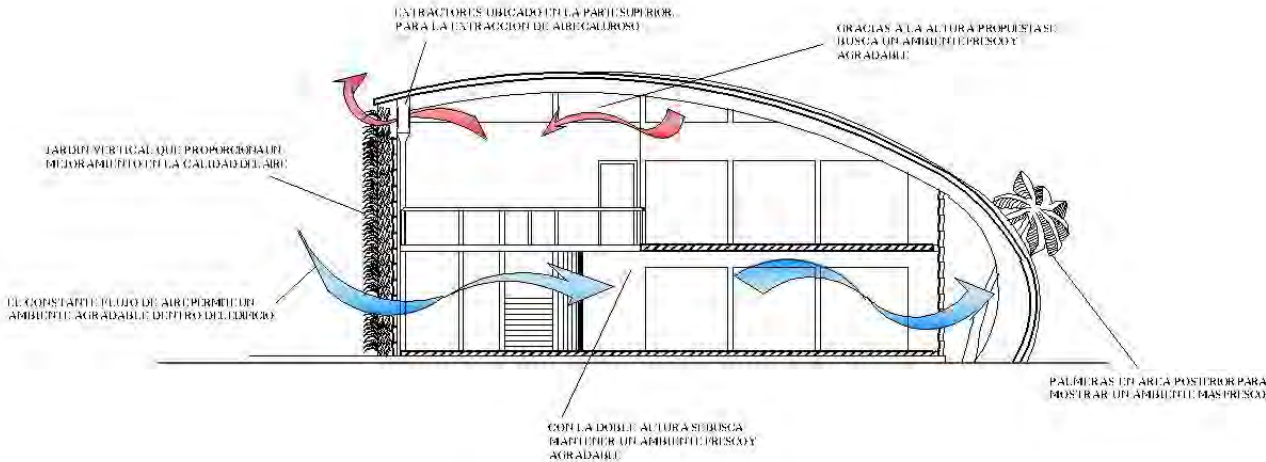 EXTRACTORES UBICADO EN LA PARTE SUPERIOR
PARA LA EXTRACCION DE AIRE CALUROSO
GRACIAS A LA ALTURA PROPUESTA SE
BUSCA UN AMBIENTE FRESCO Y
AGRADABLE
JARDIN VERTICAL QUE PROPORCIONA UN
MEJORAMIENTO EN LA CALIDAD DEL AIRE
EL CONSTANTE FLUJO DE AIRE PERMITE UN
AMBIENTE AGRADABLE DENTRO DEL EDIFICIO
PALMERAS EN AREA POSTERIOR PARA
MOSTRAR UN AMBIENTE MAS FRESCO
CON LA DOBLE ALTURA SE BUSCA
MANTENER UN AMBIENTE FRESCO Y
AGRADABLE